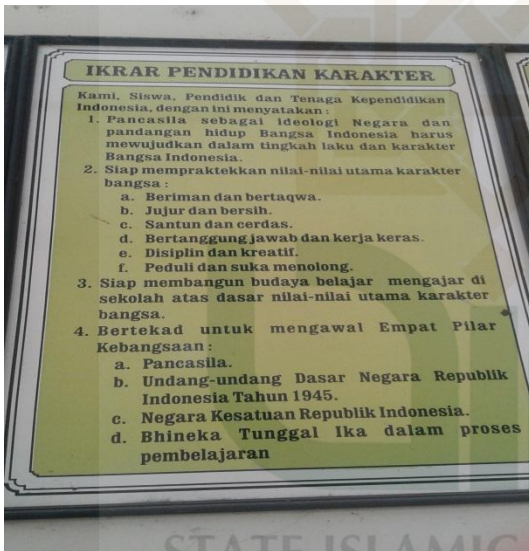 IKRAR PENDIDIKAN KARAKTER
Kami, Siswa, Pendidik dan Tenaga Kependidikan
Indonesia, dengan ini menyatakan :
1. Pancasila sebagai ideologi Negara dan
pandangan hidup Bangsa Indonesia harus
mewujudkan dalam tingkah laku dan karakter
Bangsa Indonesia.
2. Siap mempraktekkan nilai-nilai utama karakter
bangsa :
a. Beriman dan bertaqwa.
b. Jujur dan bersih.
c. Santun dan cerdas.
d. Bertanggung jawab dan kerja keras.
e. Disiplin dan kreatif.
f. Peduli dan suka menolong.
3. Siap membangun budaya belajar mengajar di
sekolah atas dasar nilai-nilai utama karakter
bangsa.
4. Bertekad untuk mengawal Empat Pilar
Kebangsaan :
a. Pancasila.
b. Undang-undang Dasar Negara Republik
Indonesia Tahun 1945.
c. Negara Kesatuan Republik Indonesia.
d. Bhineka Tunggal Ika dalam proses
pembelajaran
STATE ISLAMIC